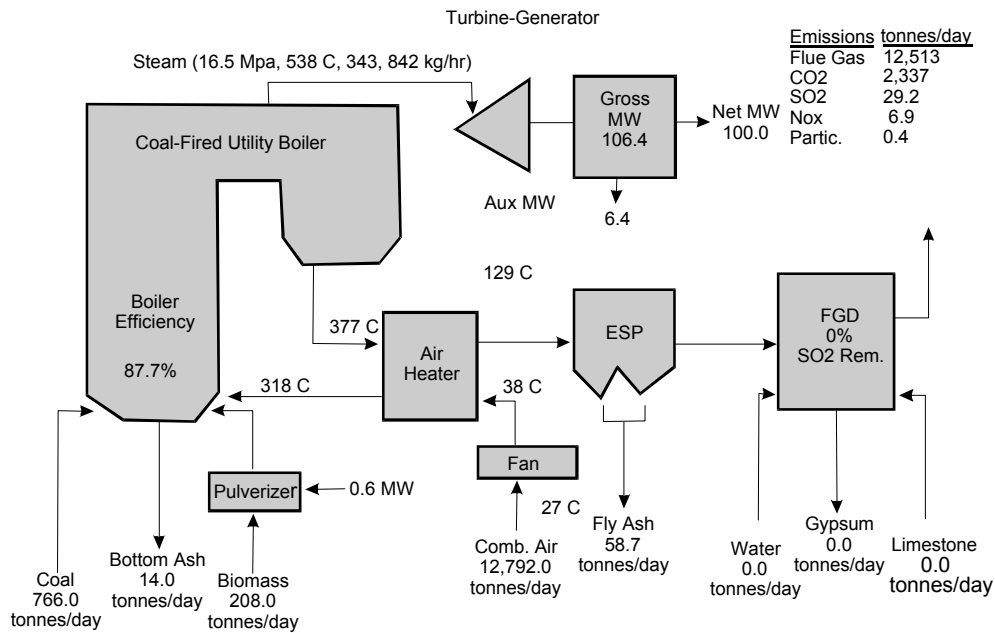 Turbine-Generator
Steam (16.5 Mpa, 538 C, 343, 842 kg/hr)
Emissions tonnes/day
Flue Gas 12,513
CO2 2,337
SO2 29.2
Nox 6.9
Partic. 0.4
Gross
MW
106.4
Net MW
100.0
Coal-Fired Utility Boiler
Aux MW
6.4
129 C
Boiler
Efficiency
87.7%
377 C
Air
Heater
ESP
FGD
0%
SO2 Rem.
318 C
38 C
Fan
Pulverizer
0.6 MW
27 C
Bottom Ash
14.0
tonnes/day
Coal
766.0
tonnes/day
Biomass
208.0
tonnes/day
Comb. Air
12,792.0
tonnes/day
Fly Ash
58.7
tonnes/day
Water
0.0
tonnes/day
Gypsum
0.0
tonnes/day
Limestone
0.0
tonnes/day